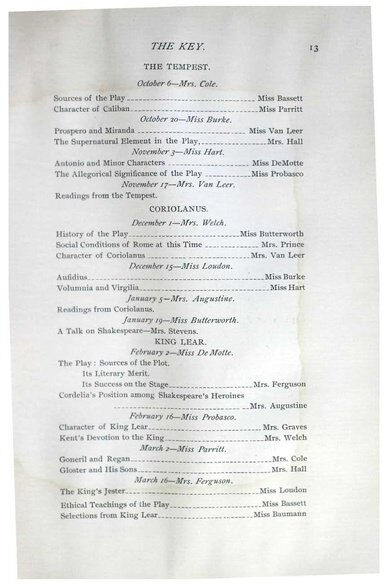 THE KEY. 13
THE TEMPEST.
October 6—Mrs. Cole.
Sources of the Play Miss Bassett
Character of Caliban Miss Parritt
October 20—Miss Burke.
Prospero and Miranda Miss Van Leer
The Supernatural Element in the Play, Mrs. Hall
November 3—Miss Hart.
Antonio and Minor Characters Miss DeMotte
The Allegorical Significance of the Play Miss Probasco
November 17—Mrs. Van Leer.
Readings from the Tempest.
CORIOLANUS.
December 1—Mrs. Welch.
History of the Play Miss Butterworth
Social Conditions of Rome at this Time Mrs. Prince
Character of Coriolanus Mrs. Van Leer
December 15—Miss Loudon.
Aufidius Miss Burke
Volumnia and Virgilia Miss Hart
January 5—Mrs. Augustine.
Readings from Coriolanus.
January 19—Miss Butterworth.
A Talk on Shakespeare—Mrs. Stevens.
KING LEAR.
February 2—Miss De Motte.
The Play: Sources of the Plot.
Its Literary Merit.
Its Success on the Stage Mrs. Ferguson
Cordelia's Position among Shakespeare's Heroines
Mrs. Augustine
February 16—Miss Probasco.
Character of King Lear Mrs. Graves
Kent's Devotion to the King Mrs. Welch
March 2—Miss Parritt.
Goneril and Regan Mrs. Cole
Gloster and His Sons Mrs. Hall
March 16—Mrs. Ferguson.
The King's Jester Miss Loudon
Ethical Teachings of the Play Miss Bassett
Selections from King Lear Miss Baumann